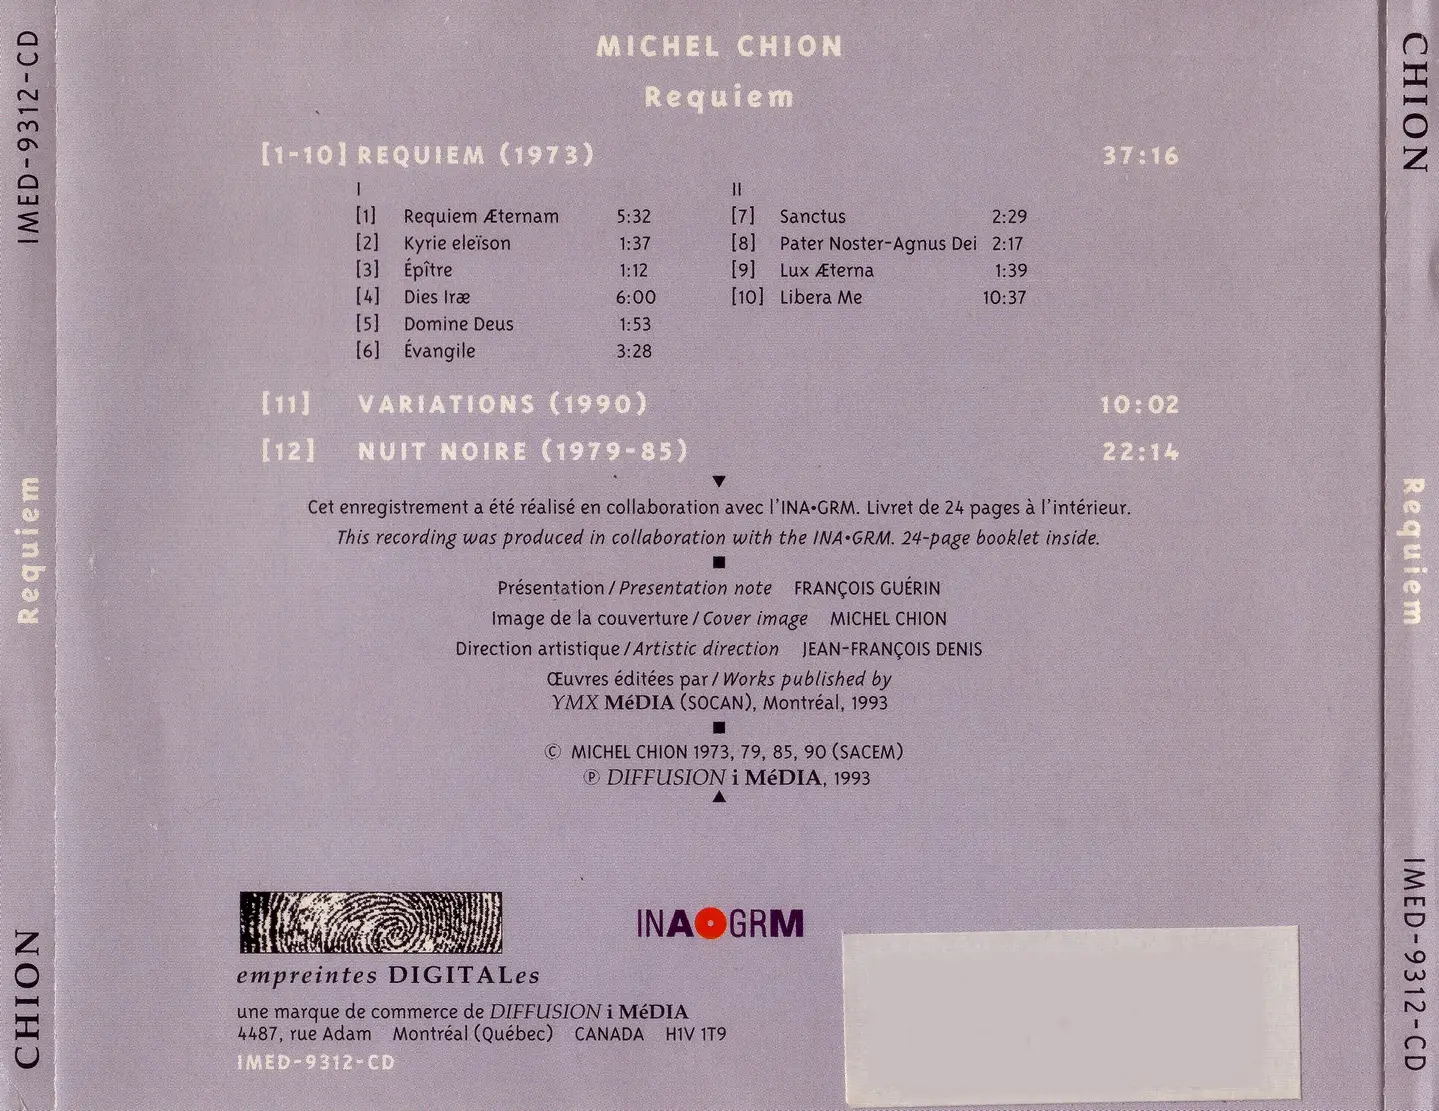 IMED-9312-CD
Requiem
CHION
MICHEL CHION
Requiem
[1-10] REQUIEM (1973) 37:16
I
[1] Requiem Æternam 5:32
[2] Kyrie eleïson 1:37
[3] Épître 1:12
[4] Dies Iræ 6:00
[5] Domine Deus 1:53
[6] Évangile 3:28
II
[7] Sanctus 2:29
[8] Pater Noster-Agnus Dei 2:17
[9] Lux Æterna 1:39
[10] Libera Me 10:37
[11] VARIATIONS (1990) 10:02
[12] NUIT NOIRE (1979-85) 22:14
Cet enregistrement a été réalisé en collaboration avec l'INA•GRM. Livret de 24 pages à l'intérieur.
This recording was produced in collaboration with the INA•GRM. 24-page booklet inside.
Présentation / Presentation note FRANÇOIS GUÉRIN
Image de la couverture / Cover image MICHEL CHION
Direction artistique / Artistic direction JEAN-FRANÇOIS DENIS
Œuvres éditées par / Works published by
YMX MéDIA (SOCAN), Montréal, 1993
© MICHEL CHION 1973, 79, 85, 90 (SACEM)
℗ DIFFUSION i MéDIA, 1993
empreintes DIGITALes
une marque de commerce de DIFFUSION i MéDIA
4487, rue Adam Montréal (Québec) CANADA H1V 1T9
IMED-9312-CD
INA GRM
CHION
Requiem
IMED-9312-CD